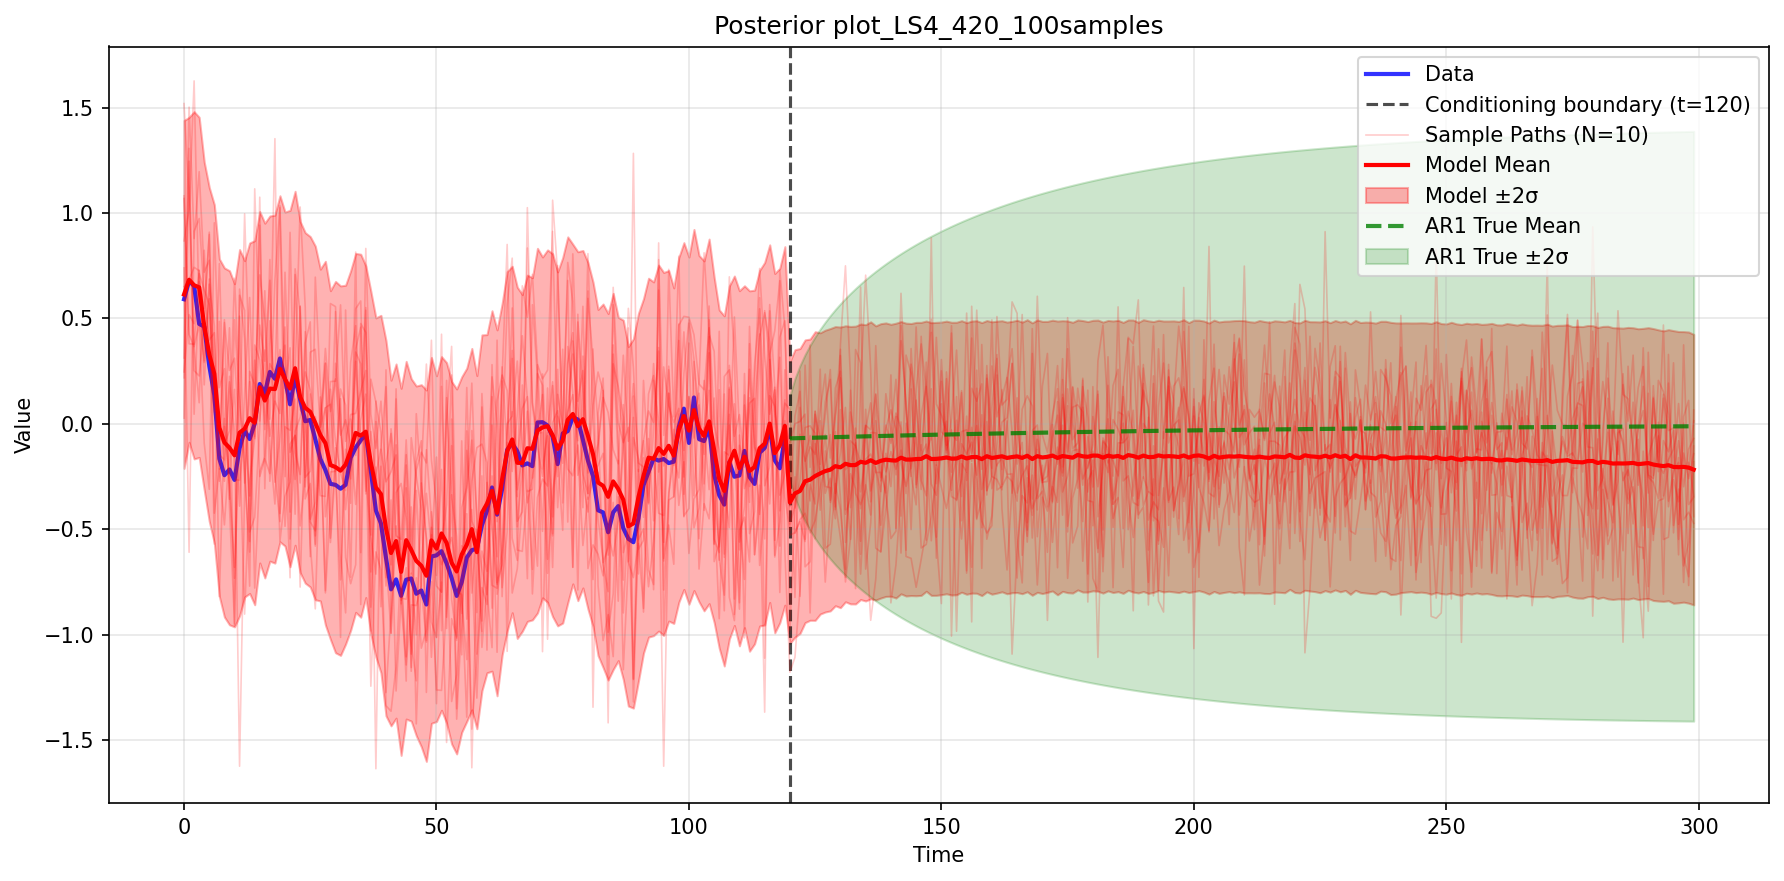 Posterior plot_LS4_420_100samples
Value
1.5
1.0
0.5
0.0
−0.5
−1.0
−1.5
Data
Conditioning boundary (t=120)
Sample Paths (N=10)
Model Mean
Model ±2σ
AR1 True Mean
AR1 True ±2σ
0 50 100 150 200 250 300
Time